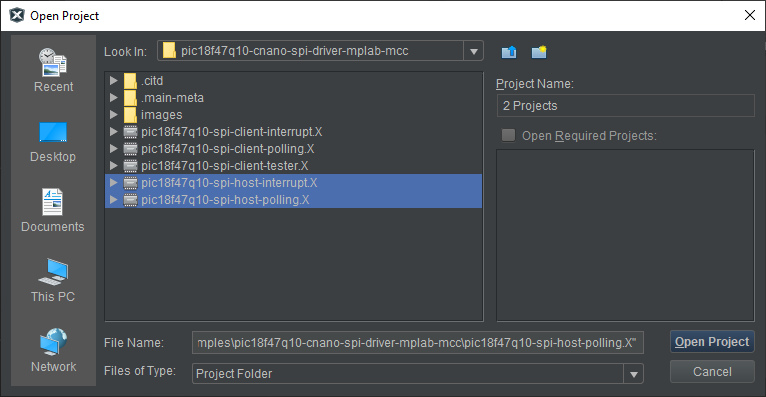 Open Project
Look In:
pic18f47q10-cnano-spi-driver-mplab-mcc
Recent
Desktop
Documents
This PC
Network
.citd
.main-meta
images
pic18f47q10-spi-client-interrupt.X
pic18f47q10-spi-client-polling.X
pic18f47q10-spi-client-tester.X
pic18f47q10-spi-host-interrupt.X
pic18f47q10-spi-host-polling.X
Project Name:
2 Projects
Open Required Projects:
File Name:
mples\pic18f47q10-cnano-spi-driver-mplab-mcc\pic18f47q10-spi-host-polling.X"
Open Project
Files of Type:
Project Folder
Cancel